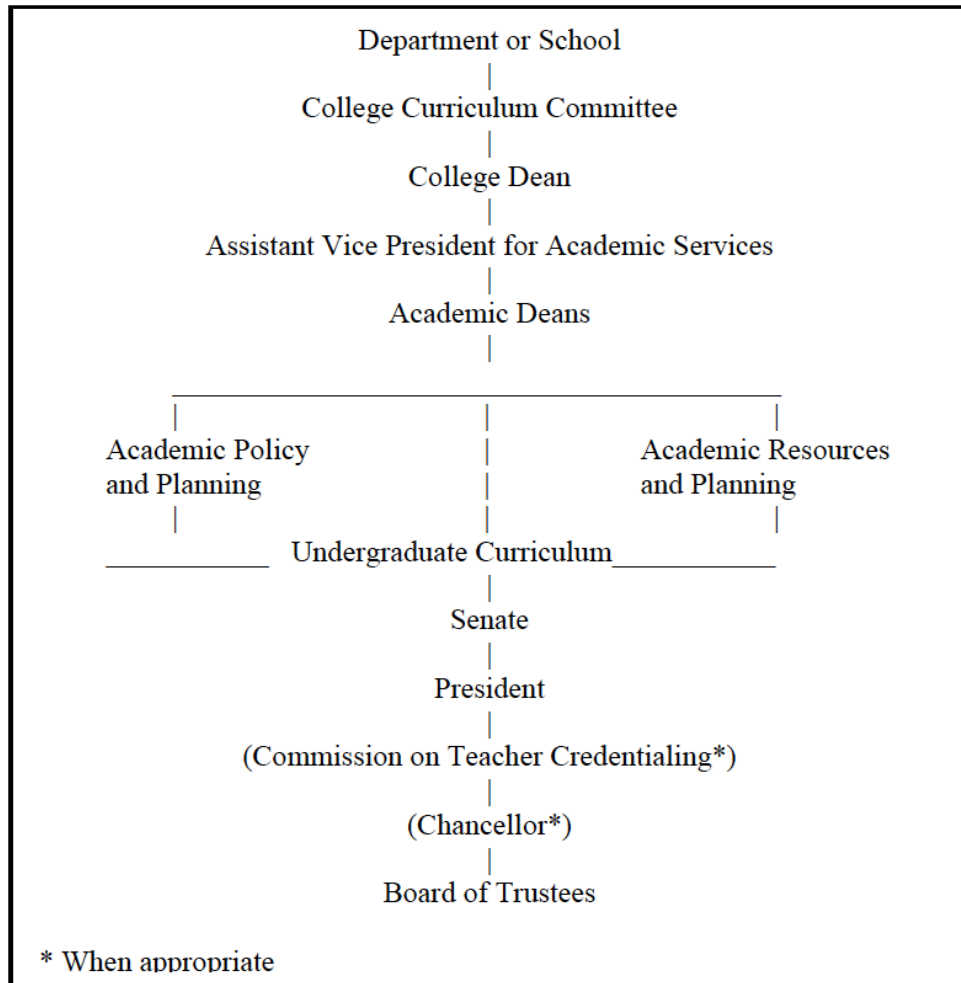 Department or School
College Curriculum Committee
College Dean
Assistant Vice President for Academic Services
Academic Deans
Academic Policy
and Planning
Academic Resources
and Planning
Undergraduate Curriculum
Senate
President
(Commission on Teacher Credentialing*)
(Chancellor*)
Board of Trustees
* When appropriate